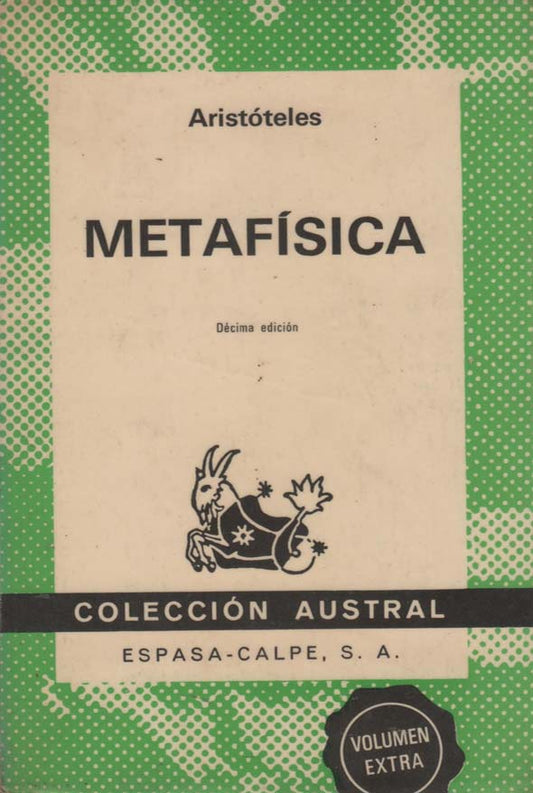 Aristóteles
METAFÍSICA
Décima edición
COLECCIÓN AUSTRAL
ESPASA-CALPE, S. A.
VOLUMEN
EXTRA